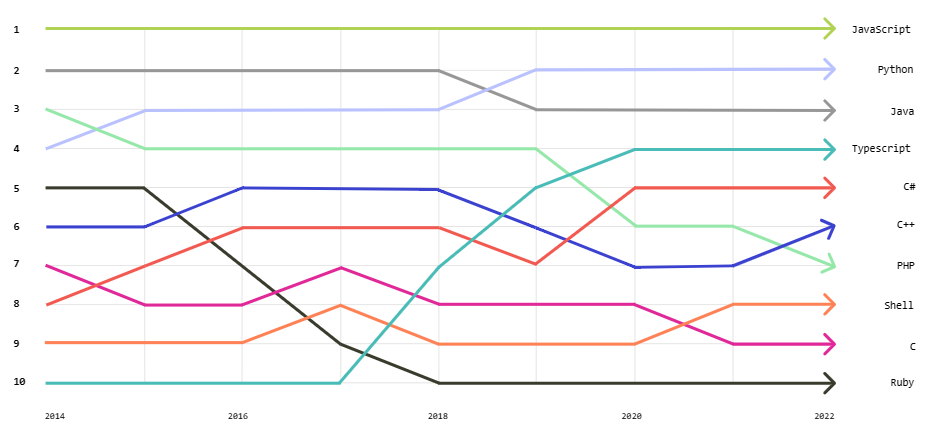 1 JavaScript
2 Python
3 Java
4 Typescript
5 C#
6 C++
7 PHP
8 Shell
9 C
10 Ruby
2014 2016 2018 2020 2022